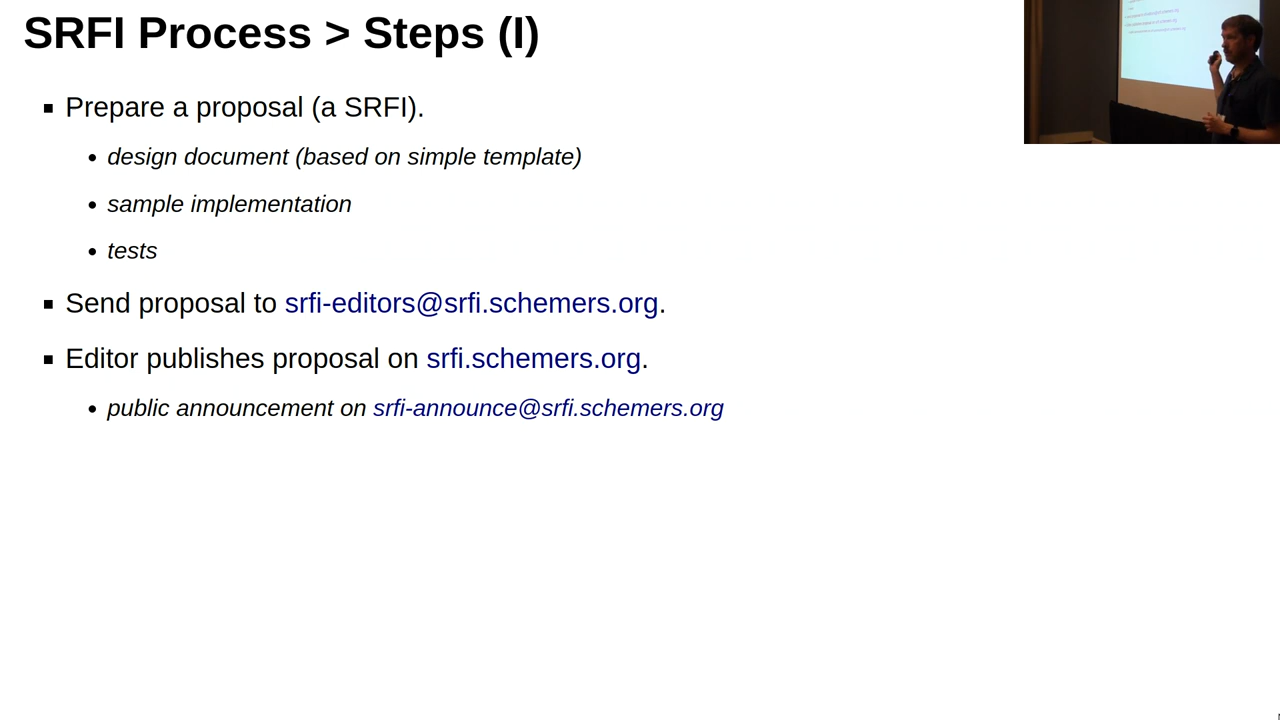 SRFI Process > Steps (I)
Prepare a proposal (a SRFI).
design document (based on simple template)
sample implementation
tests
Send proposal to srfi-editors@srfi.schemers.org.
Editor publishes proposal on srfi.schemers.org.
public announcement on srfi-announce@srfi.schemers.org